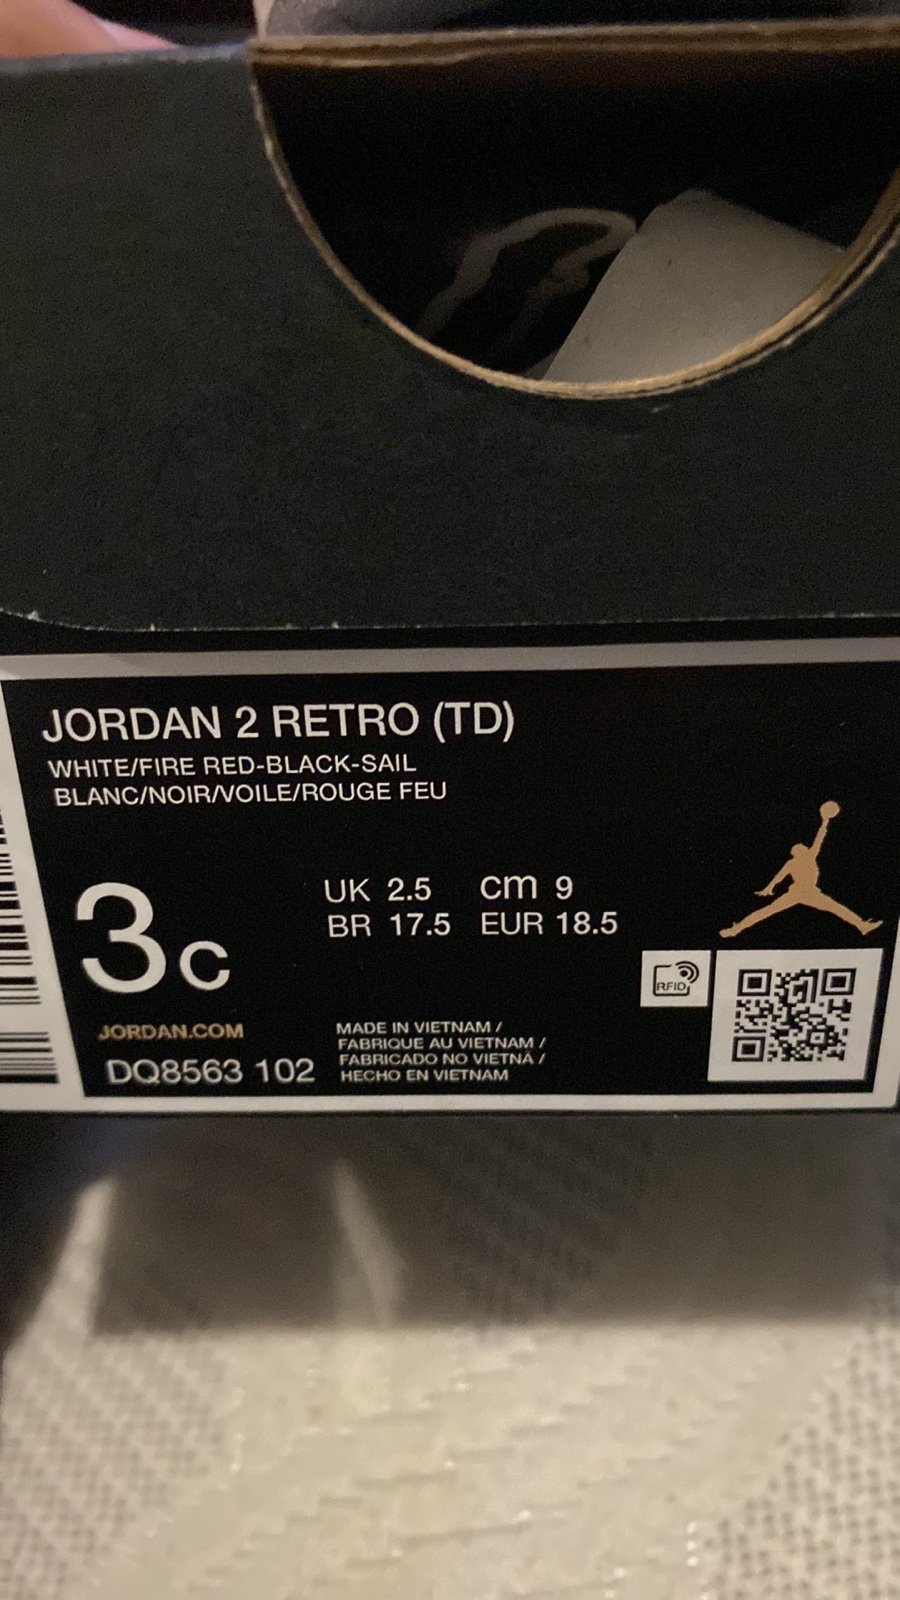 JORDAN 2 RETRO (TD)
WHITE/FIRE RED-BLACK-SAIL
BLANC/NOIR/VOILE/ROUGE FEU
3c
UK 2.5 cm 9
BR 17.5 EUR 18.5
RFID
JORDAN.COM
DQ8563 102
MADE IN VIETNAM /
FABRIQUE AU VIETNAM /
FABRICADO NO VIETNÃ /
HECHO EN VIETNAM